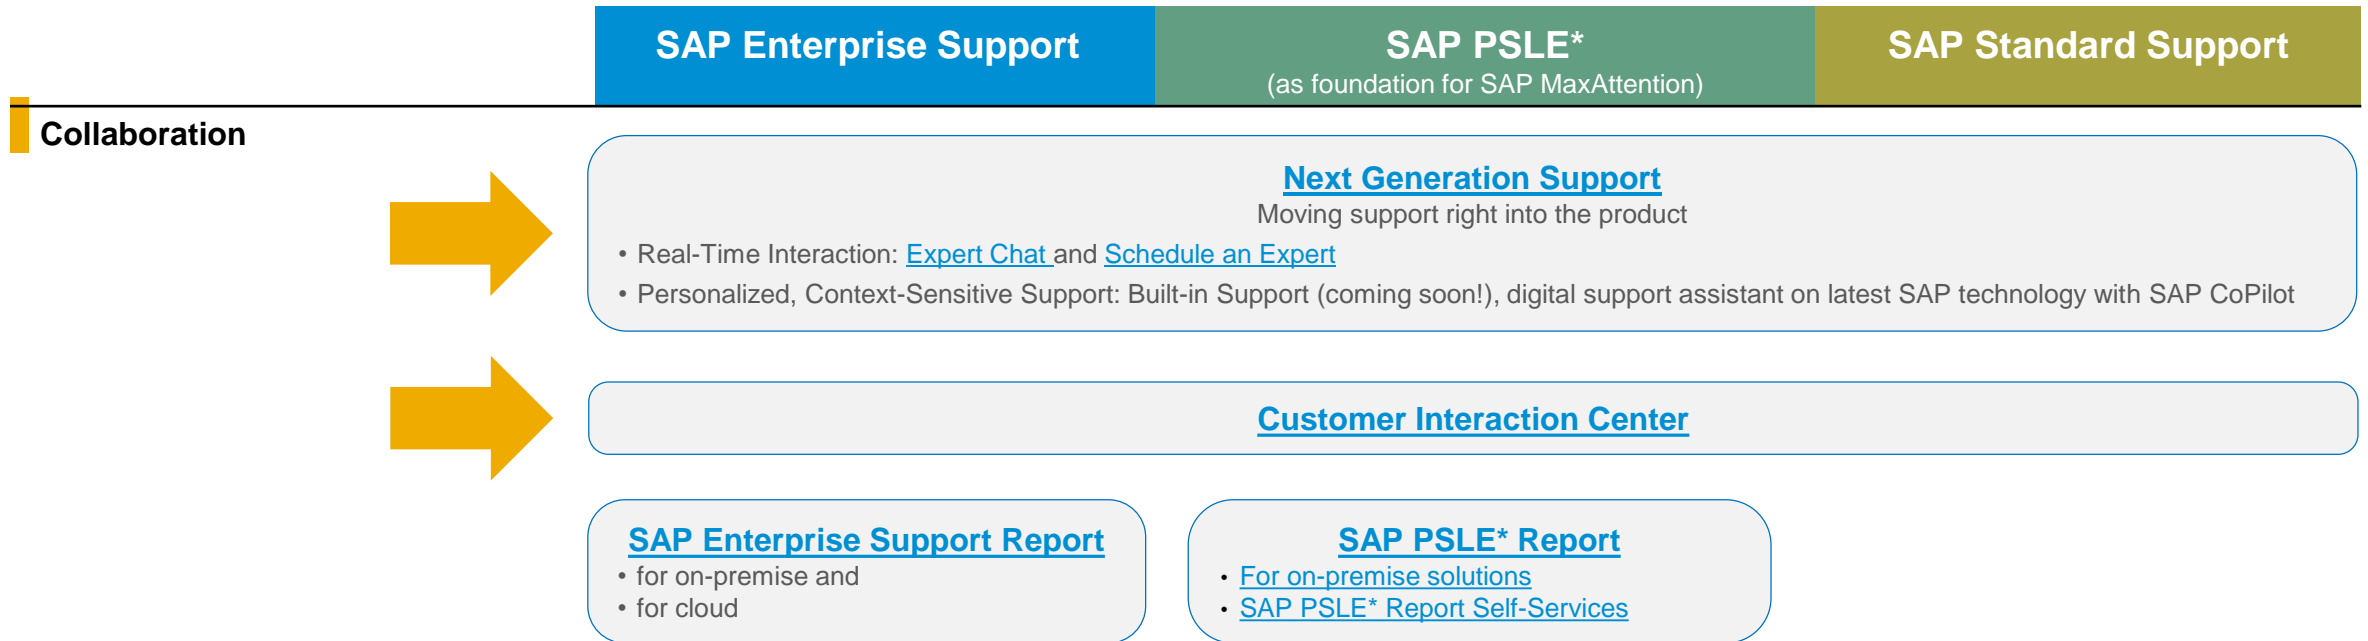 SAP Enterprise Support
SAP PSLE*
(as foundation for SAP MaxAttention)
SAP Standard Support
Collaboration
Next Generation Support
Moving support right into the product
• Real-Time Interaction: Expert Chat and Schedule an Expert
• Personalized, Context-Sensitive Support: Built-in Support (coming soon!), digital support assistant on latest SAP technology with SAP CoPilot
Customer Interaction Center
SAP Enterprise Support Report
• for on-premise and
• for cloud
SAP PSLE* Report
• For on-premise solutions
• SAP PSLE* Report Self-Services